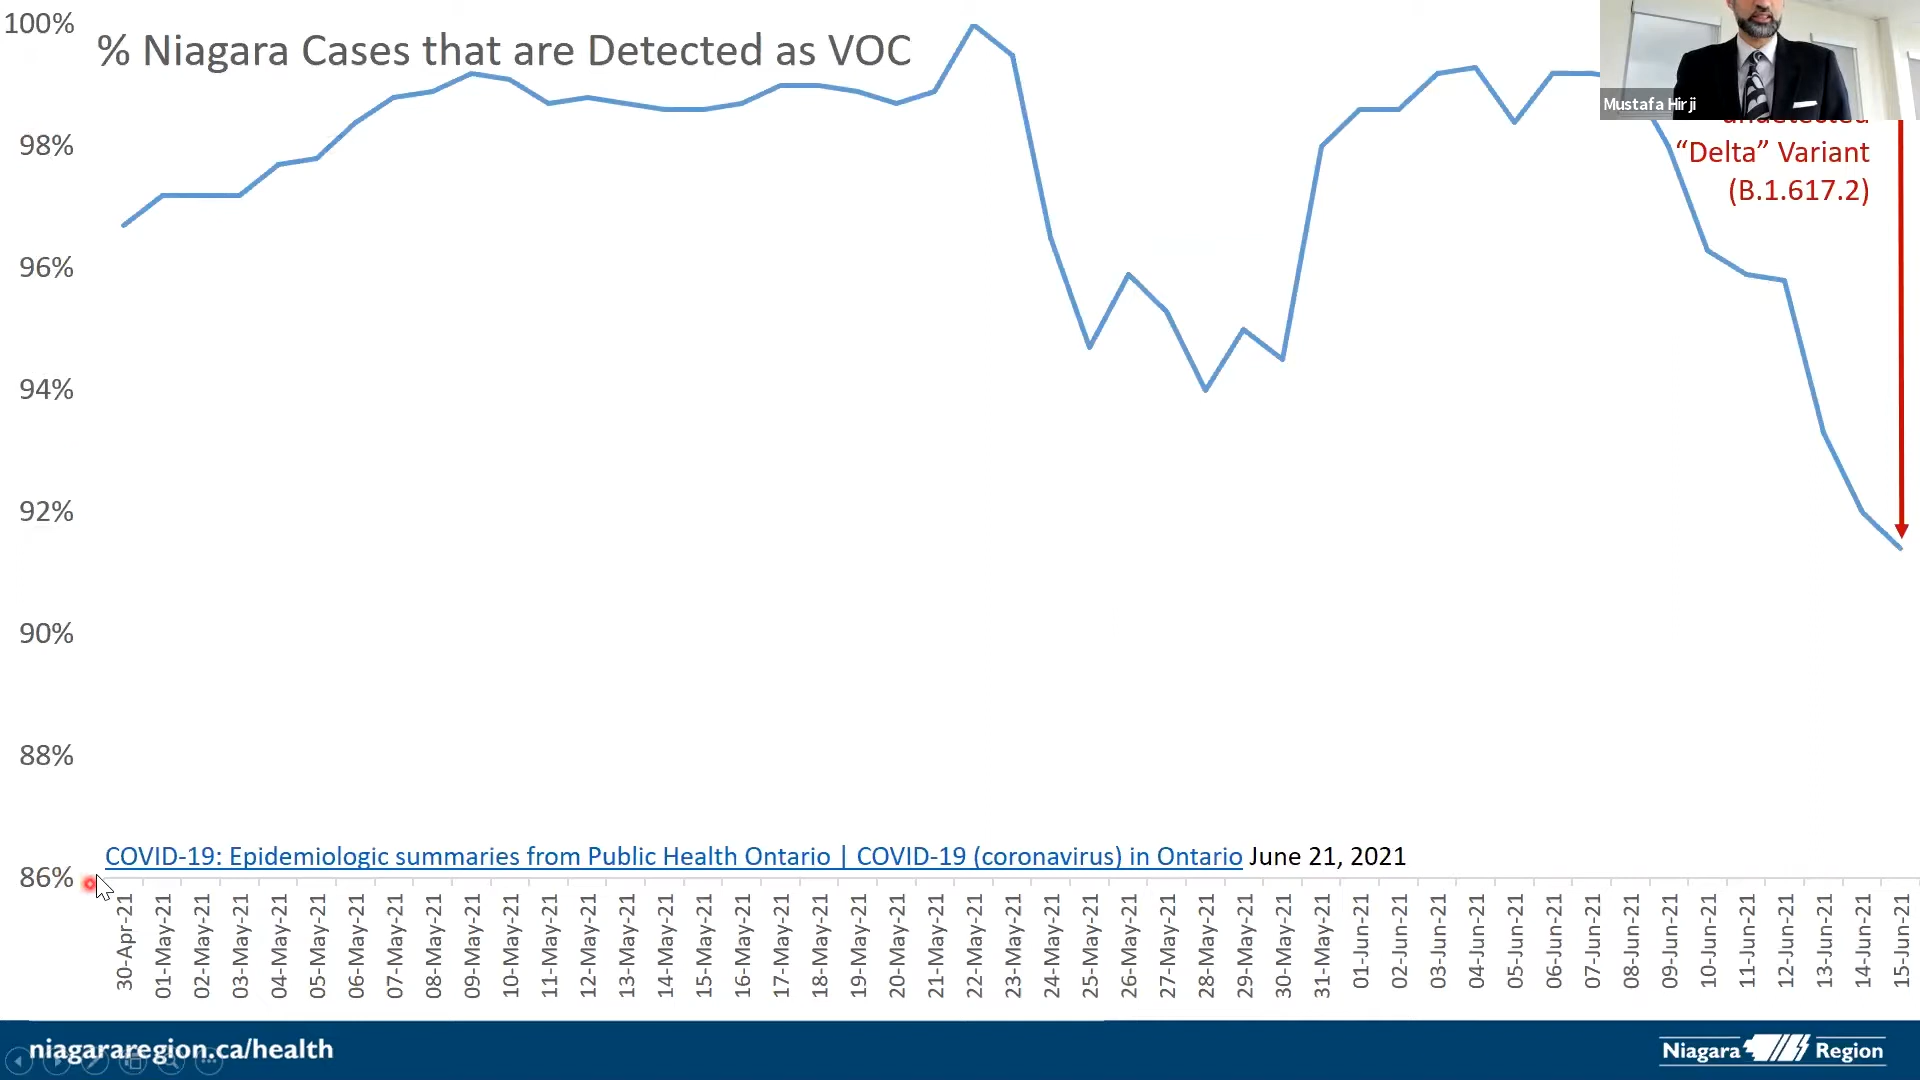 100%
% Niagara Cases that are Detected as VOC
Mustafa Hirji
undetected
“Delta” Variant
(B.1.617.2)
98%
96%
94%
92%
90%
88%
86%
COVID-19: Epidemiologic summaries from Public Health Ontario | COVID-19 (coronavirus) in Ontario June 21, 2021
30-Apr-21
01-May-21
02-May-21
03-May-21
04-May-21
05-May-21
06-May-21
07-May-21
08-May-21
09-May-21
10-May-21
11-May-21
12-May-21
13-May-21
14-May-21
15-May-21
16-May-21
17-May-21
18-May-21
19-May-21
20-May-21
21-May-21
22-May-21
23-May-21
24-May-21
25-May-21
26-May-21
27-May-21
28-May-21
29-May-21
30-May-21
31-May-21
01-Jun-21
02-Jun-21
03-Jun-21
04-Jun-21
05-Jun-21
06-Jun-21
07-Jun-21
08-Jun-21
09-Jun-21
10-Jun-21
11-Jun-21
12-Jun-21
13-Jun-21
14-Jun-21
15-Jun-21
niagararegion.ca/health
Niagara Region